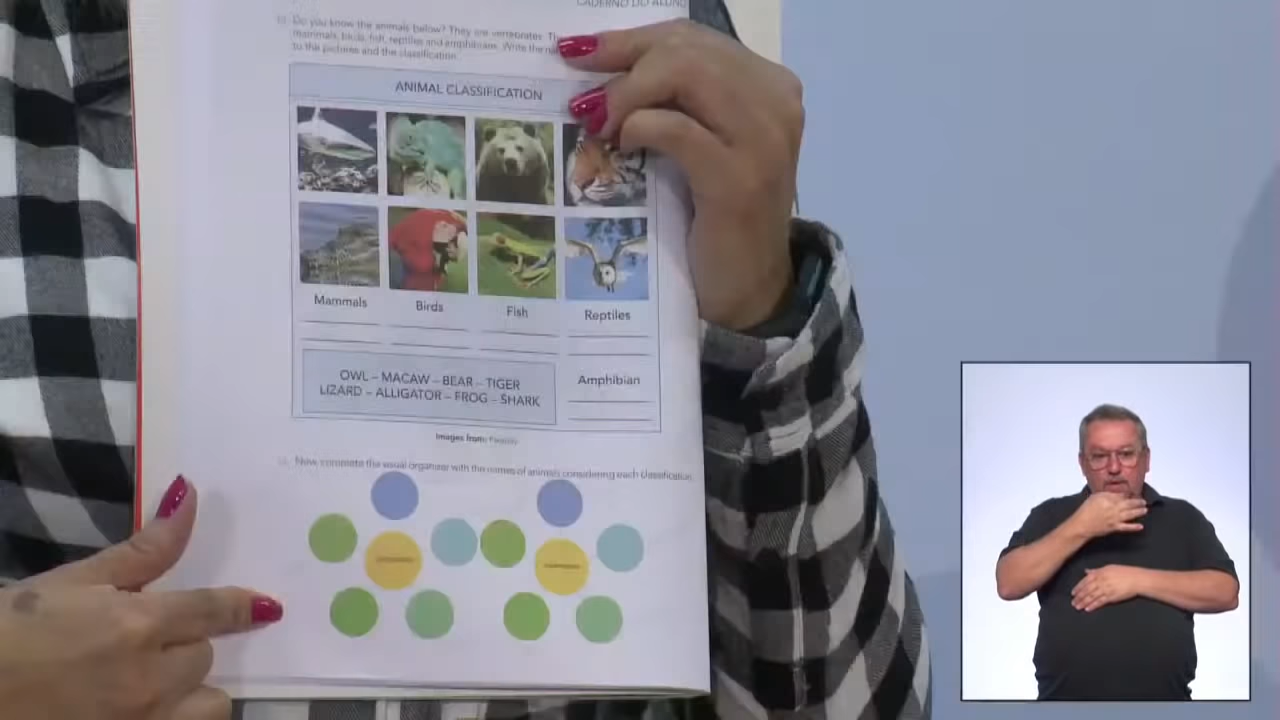 CADERNO DO ALUNO
Do you know the animals below? They are vertebrates.
mammals, birds, fish, reptiles and amphibians. Write the
to the pictures and the classification.
ANIMAL CLASSIFICATION
Mammals Birds Fish Reptiles
OWL – MACAW – BEAR – TIGER
LIZARD – ALLIGATOR – FROG – SHARK
Amphibian
Images from:
Now, complete the visual organizer with the names of animals considering each classification.